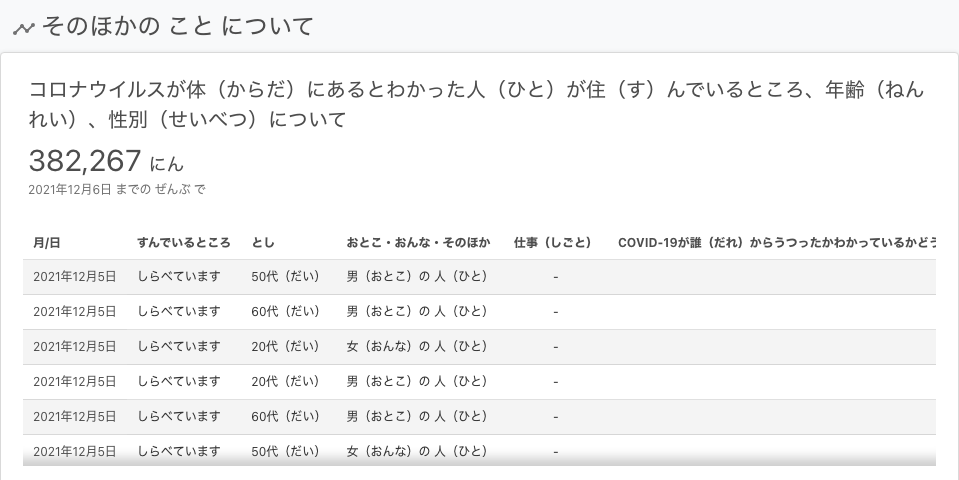 そのほかの こと について
コロナウイルスが体（からだ）にあるとわかった人（ひと）が住（す）んでいるところ、年齢（ねん
れい）、性別（せいべつ）について
382,267 にん
2021年12月6日 までの ぜんぶ で
月/日 すんでいるところ とし おとこ・おんな・そのほか 仕事（しごと） COVID-19が誰（だれ）からうつったかわかっているかどう
2021年12月5日 しらべています 50代（だい） 男（おとこ）の 人（ひと） -
2021年12月5日 しらべています 60代（だい） 男（おとこ）の 人（ひと） -
2021年12月5日 しらべています 20代（だい） 女（おんな）の 人（ひと） -
2021年12月5日 しらべています 20代（だい） 男（おとこ）の 人（ひと） -
2021年12月5日 しらべています 60代（だい） 男（おとこ）の 人（ひと） -
2021年12月5日 しらべています 50代（だい） 女（おんな）の 人（ひと） -